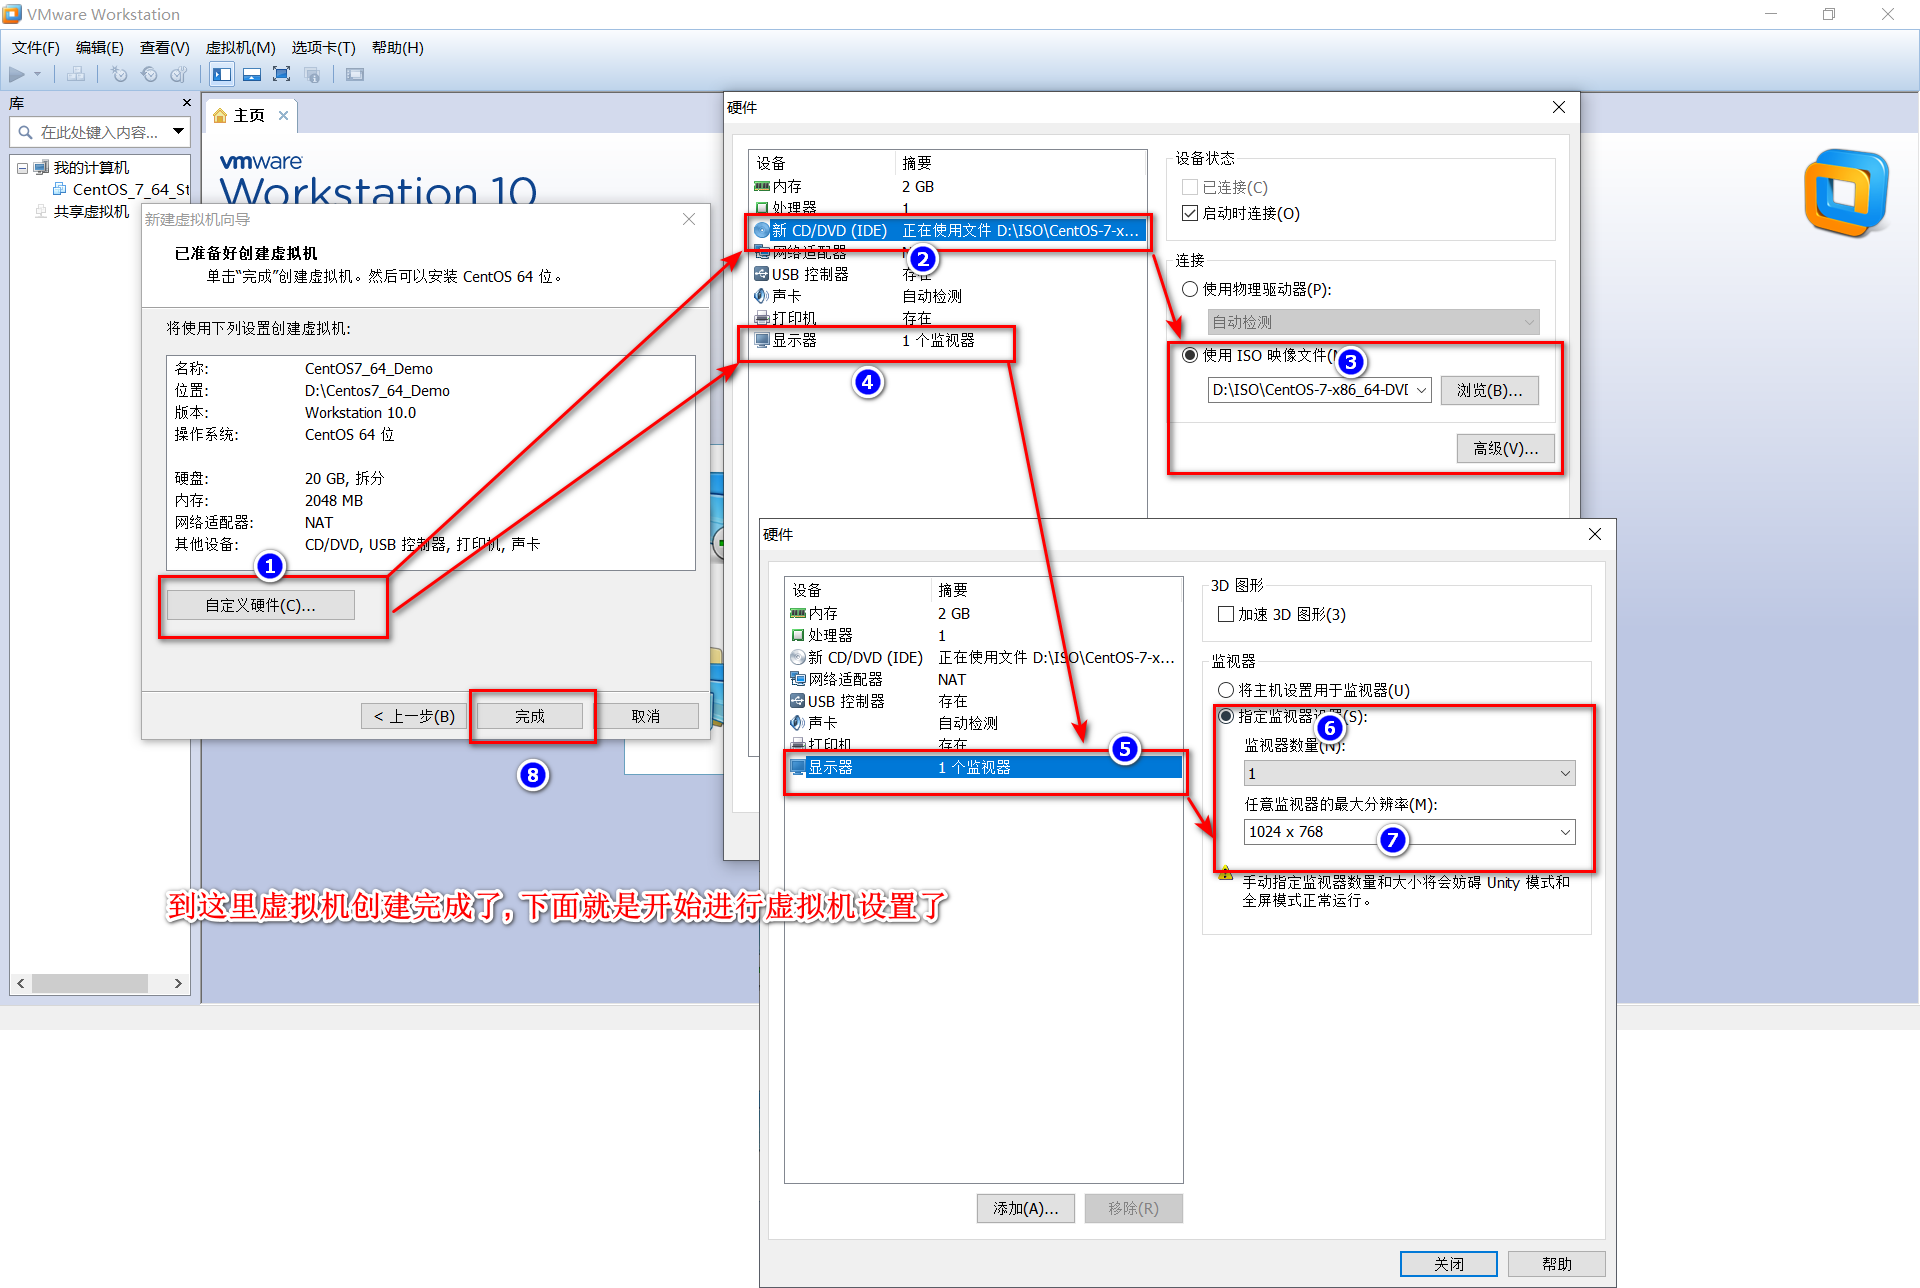 VMware Workstation
文件(F) 编辑(E) 查看(V) 虚拟机(M) 选项卡(T) 帮助(H)
库
在此处键入内容...
我的计算机
CentOS_7_64_St
共享虚拟机
主页
vmware
Workstation 10
新建虚拟机向导
已准备好创建虚拟机
单击“完成”创建虚拟机。然后可以安装 CentOS 64 位。
将使用下列设置创建虚拟机:
名称: CentOS7_64_Demo
位置: D:\Centos7_64_Demo
版本: Workstation 10.0
操作系统: CentOS 64 位
硬盘: 20 GB, 拆分
内存: 2048 MB
网络适配器: NAT
其他设备: CD/DVD, USB 控制器, 打印机, 声卡
1
自定义硬件(C)...
< 上一步(B) 完成 取消
8
到这里虚拟机创建完成了, 下面就是开始进行虚拟机设置了
硬件
设备 摘要
内存 2 GB
处理器 1
新 CD/DVD (IDE) 正在使用文件 D:\ISO\CentOS-7-x...
网络适配器
2
USB 控制器 存在
声卡 自动检测
打印机 存在
显示器 1 个监视器
4
设备状态
已连接(C)
启动时连接(O)
连接
使用物理驱动器(P):
自动检测
使用 ISO 映像文件(
3
D:\ISO\CentOS-7-x86_64-DVI 浏览(B)...
高级(V)...
硬件
设备 摘要
内存 2 GB
处理器 1
新 CD/DVD (IDE) 正在使用文件 D:\ISO\CentOS-7-x...
网络适配器 NAT
USB 控制器 存在
声卡 自动检测
打印机 存在
5
显示器 1 个监视器
3D 图形
加速 3D 图形(3)
监视器
将主机设置用于监视器(U)
指定监视器设置(S):
6
监视器数量(N):
1
任意监视器的最大分辨率(M):
1024 x 768
7
手动指定监视器数量和大小将会妨碍 Unity 模式和
全屏模式正常运行。
添加(A)... 移除(R)
关闭 帮助